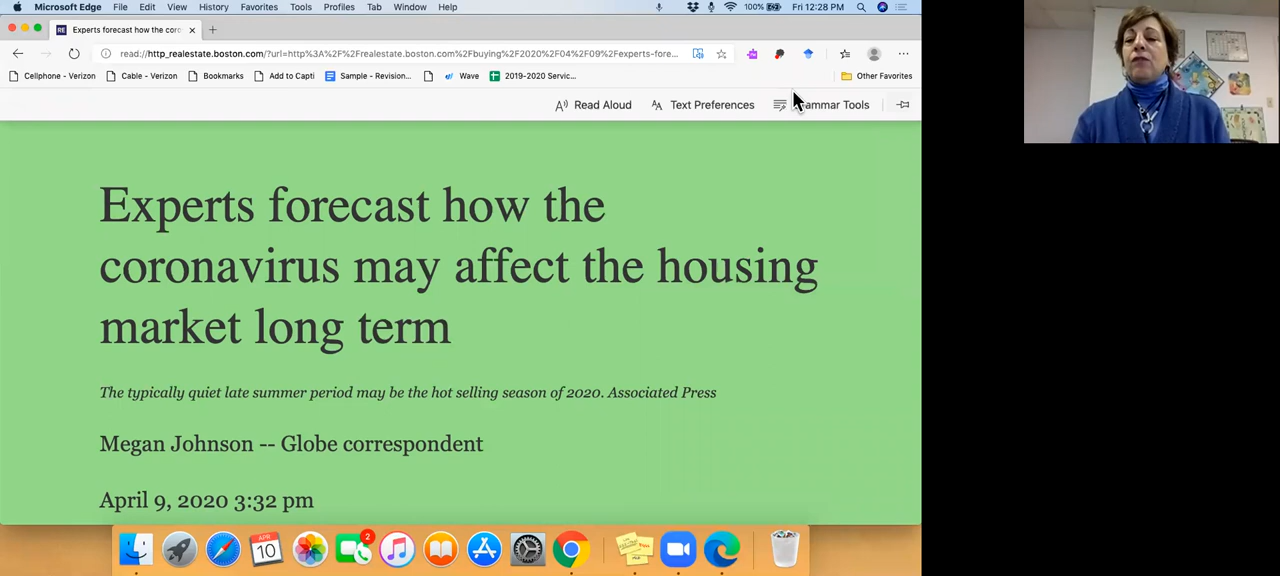 Microsoft Edge File Edit View History Favorites Tools Profiles Tab Window Help 100% Fri 12:28 PM
Experts forecast how the coro
read://http_realestate.boston.com/?url=http%3A%2F%2Frealestate.boston.com%2Fbuying%2F2020%2F04%2F09%2Fexperts-fore...
Cellphone - Verizon Cable - Verizon Bookmarks Add to Capti Sample - Revision... Wave 2019-2020 Servic... Other Favorites
Read Aloud Text Preferences ammar Tools
Experts forecast how the
coronavirus may affect the housing
market long term
The typically quiet late summer period may be the hot selling season of 2020. Associated Press
Megan Johnson -- Globe correspondent
April 9, 2020 3:32 pm
APR
10
2